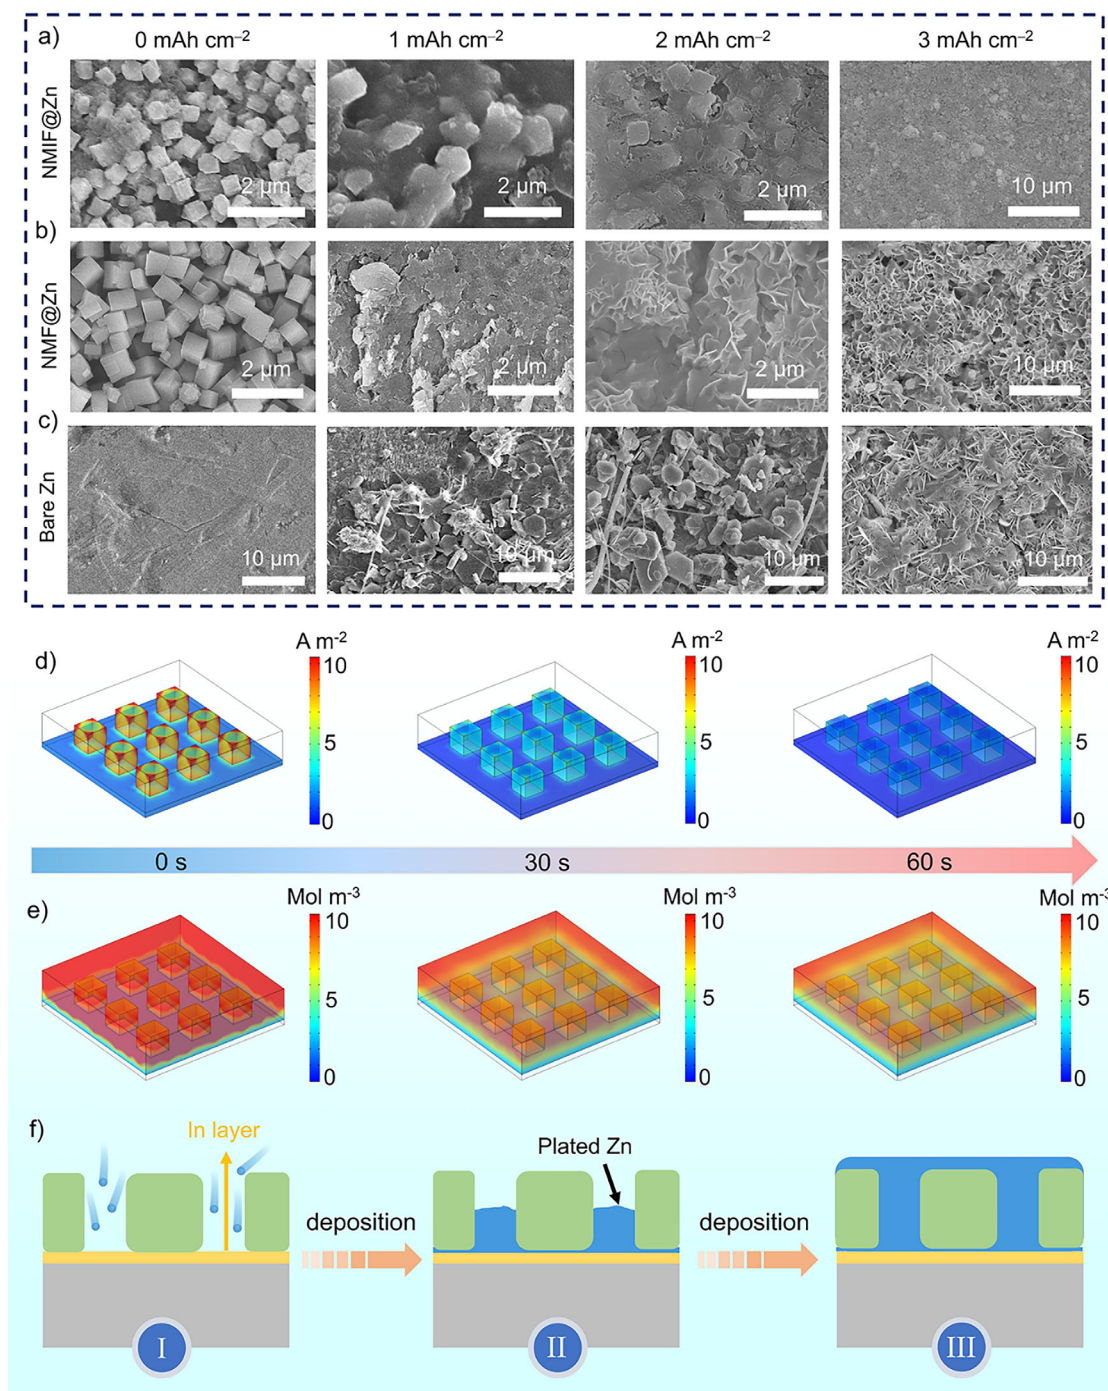 a)
0 mAh cm⁻²
1 mAh cm⁻²
2 mAh cm⁻²
3 mAh cm⁻²
NMIF@Zn
2 μm
2 μm
2 μm
10 μm
b)
NMF@Zn
2 μm
2 μm
2 μm
10 μm
c)
Bare Zn
10 μm
10 μm
10 μm
10 μm
d)
A m⁻²
10
5
0
A m⁻²
10
5
0
A m⁻²
10
5
0
0 s
30 s
60 s
e)
Mol m⁻³
10
5
0
Mol m⁻³
10
5
0
Mol m⁻³
10
5
0
f)
In layer
Plated Zn
deposition
deposition
I
II
III